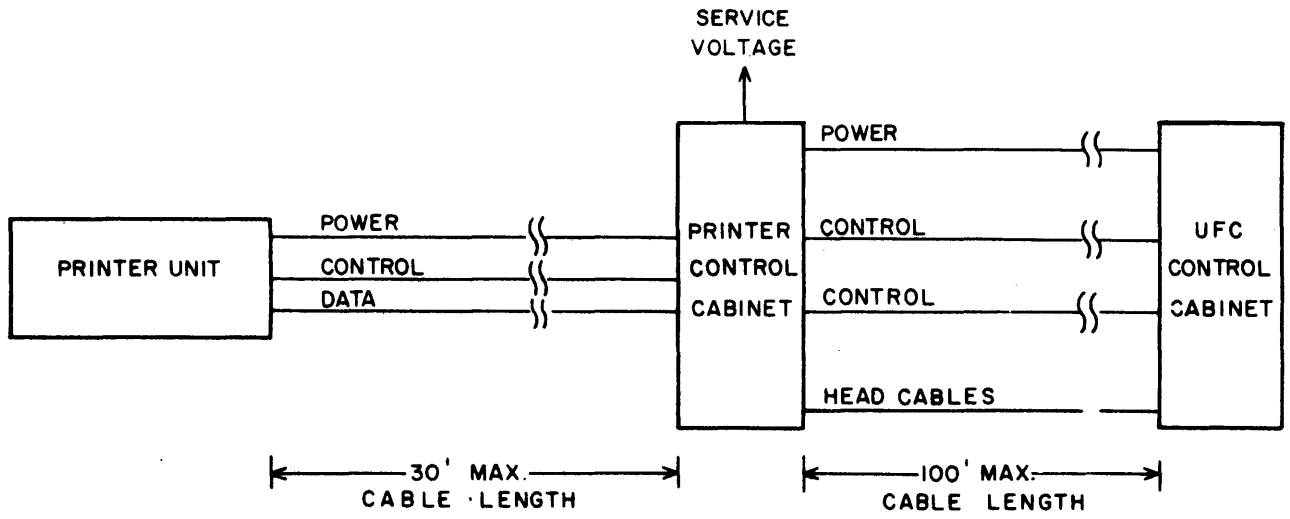 SERVICE
VOLTAGE
POWER
CONTROL
DATA
PRINTER UNIT
PRINTER
CONTROL
CABINET
POWER
CONTROL
CONTROL
HEAD CABLES
UFC
CONTROL
CABINET
30' MAX.
CABLE LENGTH
100' MAX.
CABLE LENGTH